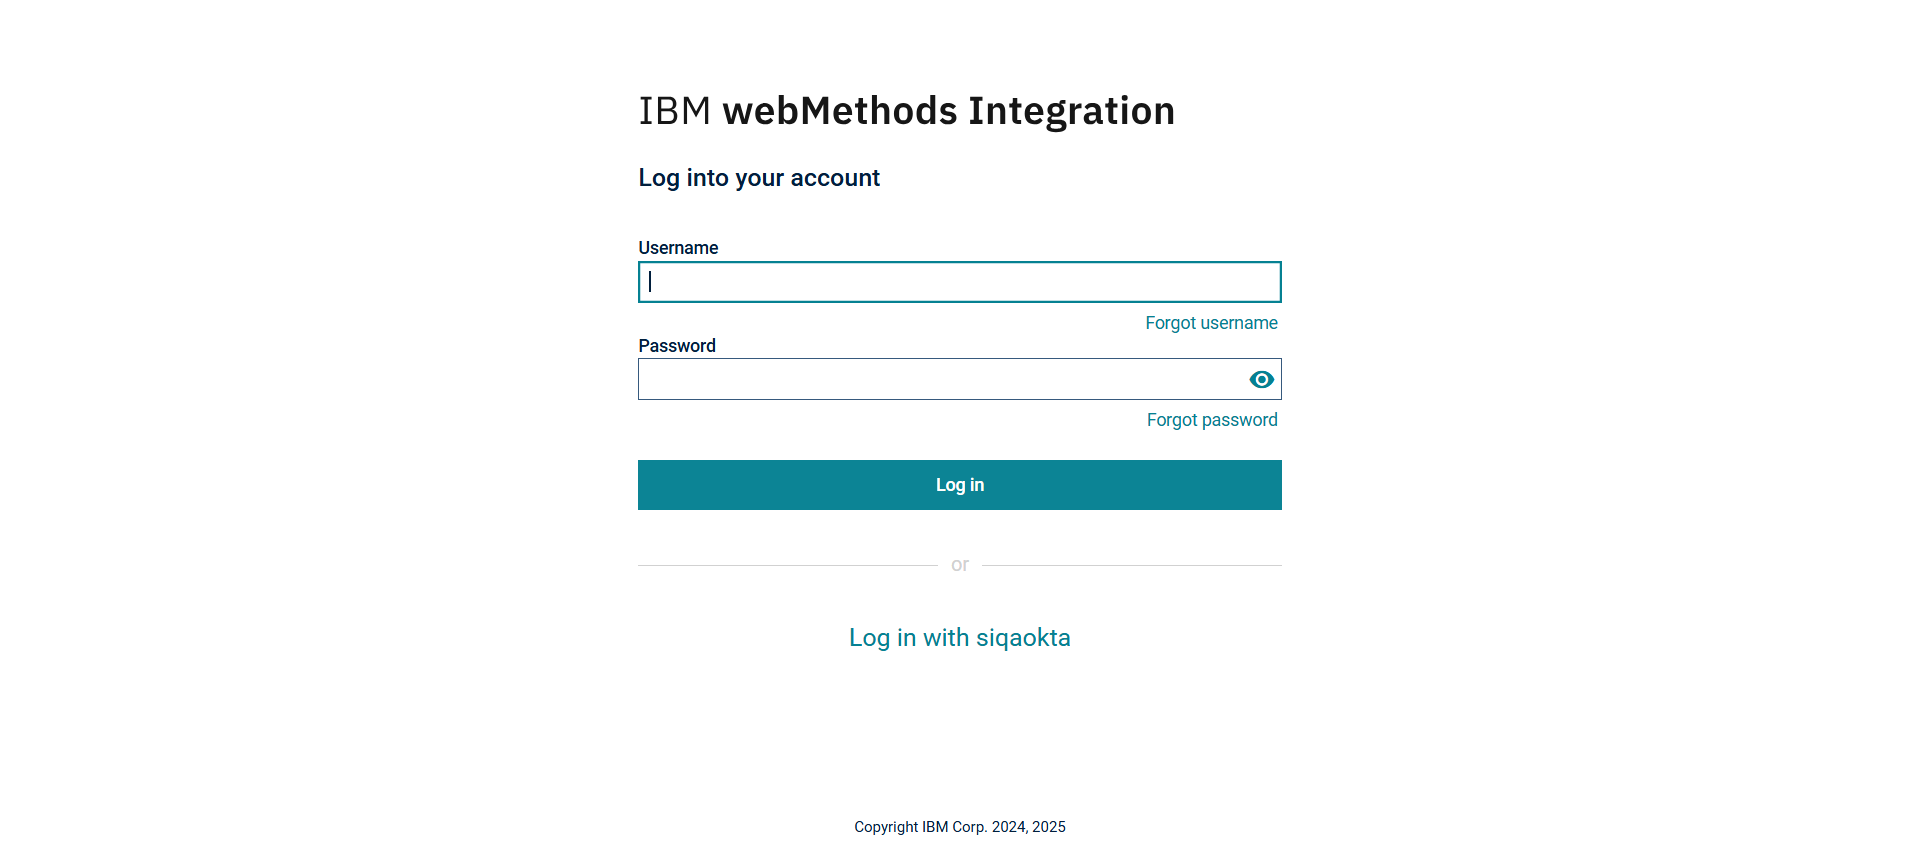 IBM webMethods Integration
Log into your account
Username
Forgot username
Password
Forgot password
Log in
or
Log in with siqaokta
Copyright IBM Corp. 2024, 2025